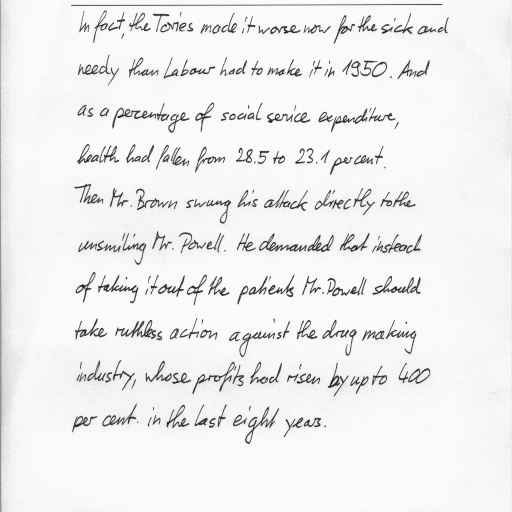 In fact, the Tories made it worse now for the sick and
needy than Labour had to make it in 1950. And
as a percentage of social service expenditure,
health had fallen from 28.5 to 23.1 per cent.
Then Mr. Brown swung his attack directly to the
unsmiling Mr. Powell. He demanded that instead
of taking it out of the patients Mr. Powell should
take ruthless action against the drug making
industry, whose profits had risen by up to 400
per cent. in the last eight years.